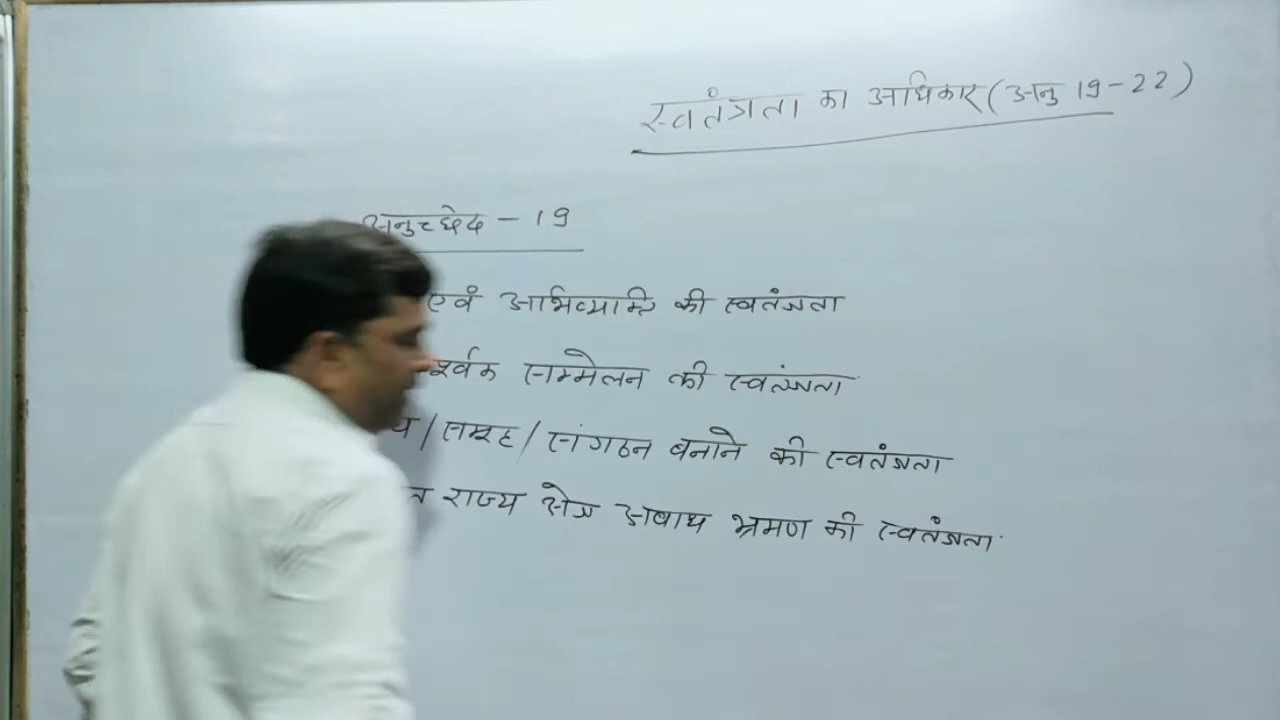 स्वतंत्रता का अधिकार (अनु 19-22)
अनुच्छेद - 19
एवं अभिव्यक्ति की स्वतंत्रता
सम्मेलन की स्वतंत्रता
/समूह/संगठन बनाने की स्वतंत्रता
राज्य क्षेत्र अबाध भ्रमण की स्वतंत्रता